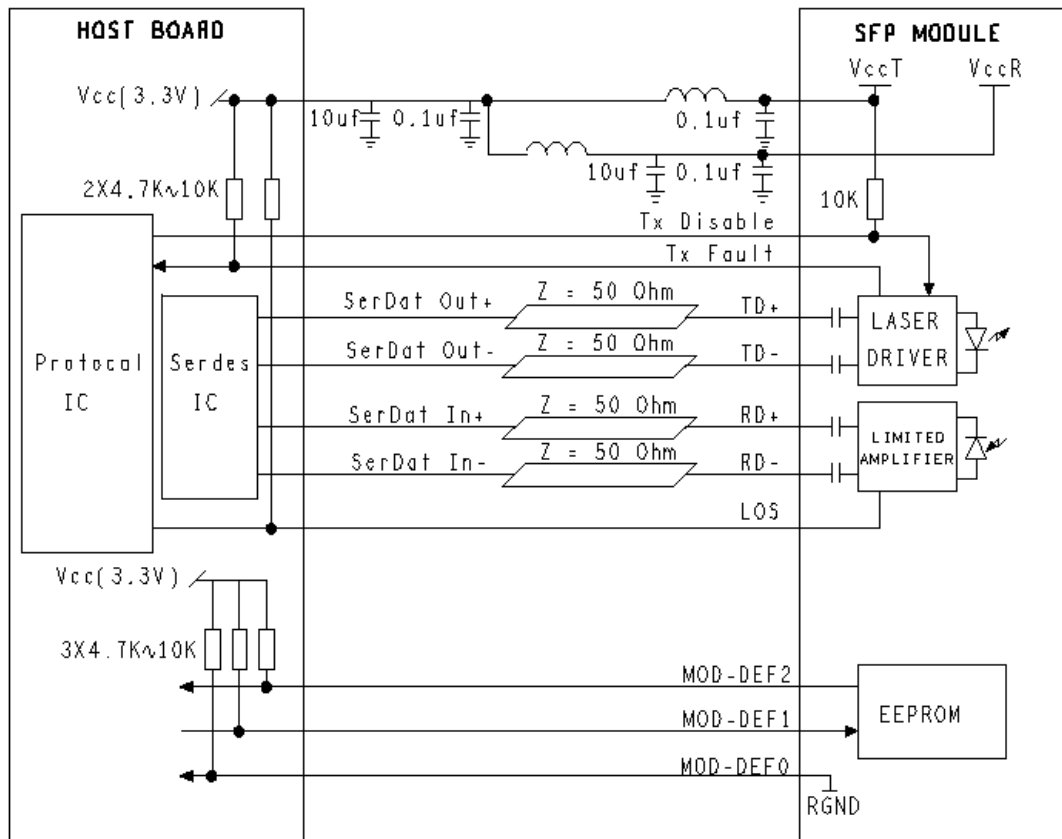 HOST BOARD
SFP MODULE
VccT
VccR
Vcc(3.3V)
10uf
0.1uf
0.1uf
10uf
0.1uf
2X4.7K~10K
10K
Tx Disable
Tx Fault
SerDat Out+
Z = 50 Ohm
TD+
LASER
DRIVER
SerDat Out-
Z = 50 Ohm
TD-
Protocal
IC
Serdes
IC
SerDat In+
Z = 50 Ohm
RD+
LIMITED
AMPLIFIER
SerDat In-
Z = 50 Ohm
RD-
LOS
Vcc(3.3V)
3X4.7K~10K
MOD-DEF2
EEPROM
MOD-DEF1
MOD-DEF0
RGND